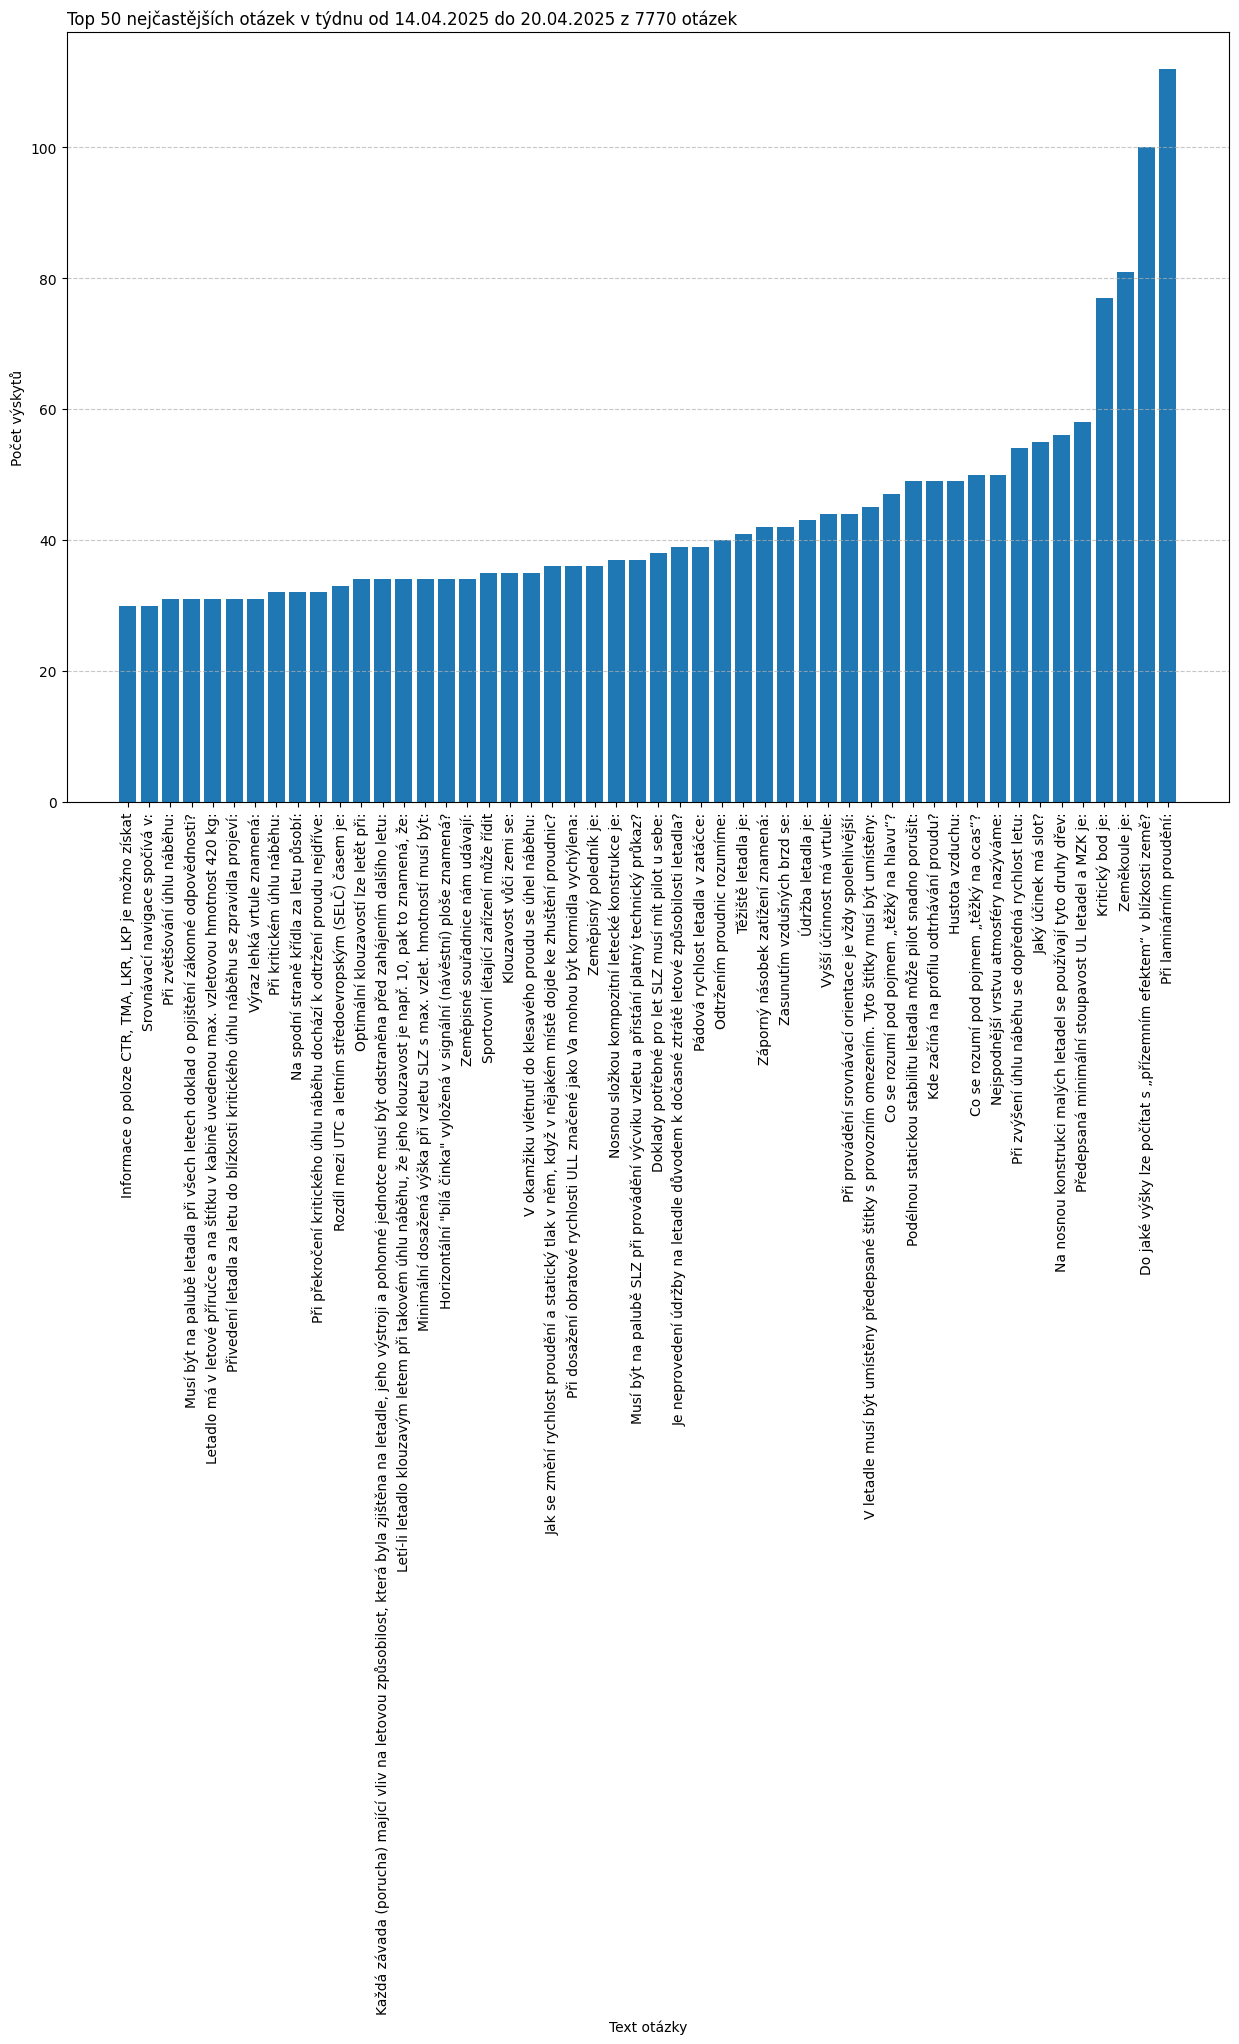 Top 50 nejčastějších otázek v týdnu od 14.04.2025 do 20.04.2025 z 7770 otázek
Počet výskytů
100
80
60
40
20
0
Informace o poloze CTR, TMA, LKR, LKP je možno získat
Srovnávací navigace spočívá v:
Při zvětšování úhlu náběhu:
Musí být na palubě letadla při všech letech doklad o pojištění zákonné odpovědnosti?
Letadlo má v letové příručce a na štítku v kabině uvedenou max. vzletovou hmotnost 420 kg:
Přivedení letadla za letu do blízkosti kritického úhlu náběhu se zpravidla projeví:
Výraz lehká vrtule znamená:
Při kritickém úhlu náběhu:
Na spodní straně křídla za letu působí:
Při překročení kritického úhlu náběhu dochází k odtržení proudu nejdříve:
Rozdíl mezi UTC a letním středoevropským (SELČ) časem je:
Optimální klouzavostí lze letět při:
Každá závada (porucha) mající vliv na letovou způsobilost, která byla zjištěna na letadle, jeho výstroji a pohonné jednotce musí být odstraněna před zahájením dalšího letu:
Letí-li letadlo klouzavým letem při takovém úhlu náběhu, že jeho klouzavost je např. 10, pak to znamená, že:
Minimální dosažená výška při vzletu SLZ s max. vzlet. hmotností musí být:
Horizontální "bílá činka" vyložená v signální (návěstní) ploše znamená?
Zeměpisné souřadnice nám udávají:
Sportovní létající zařízení může řídit
Klouzavost vůči zemi se:
V okamžiku vlétnutí do klesavého proudu se úhel náběhu:
Jak se změní rychlost proudění a statický tlak v něm, když v nějakém místě dojde ke zhuštění proudnic?
Při dosažení obratové rychlosti ULL značené jako Va mohou být kormidla vychýlena:
Zeměpisný poledník je:
Nosnou složkou kompozitní letecké konstrukce je:
Musí být na palubě SLZ při provádění výcviku vzletu a přistání platný technický průkaz?
Doklady potřebné pro let SLZ musí mít pilot u sebe:
Je neprovedení údržby na letadle důvodem k dočasné ztrátě letové způsobilosti letadla?
Pádová rychlost letadla v zatáčce:
Odtržením proudnic rozumíme:
Těžiště letadla je:
Záporný násobek zatížení znamená:
Zasunutím vzdušných brzd se:
Údržba letadla je:
Vyšší účinnost má vrtule:
Při provádění srovnávací orientace je vždy spolehlivější:
V letadle musí být umístěny předepsané štítky s provozním omezením. Tyto štítky musí být umístěny:
Co se rozumí pod pojmem „těžký na hlavu“?
Podélnou statickou stabilitu letadla může pilot snadno porušit:
Kde začíná na profilu odtrhávání proudu?
Hustota vzduchu:
Co se rozumí pod pojmem „těžký na ocas“?
Nejspodnější vrstvu atmosféry nazýváme:
Při zvýšení úhlu náběhu se dopředná rychlost letu:
Jaký účinek má slot?
Na nosnou konstrukci malých letadel se používají tyto druhy dřev:
Předepsaná minimální stoupavost UL letadel a MZK je:
Kritický bod je:
Zeměkoule je:
Do jaké výšky lze počítat s „přízemním efektem“ v blízkosti země?
Při laminárním proudění:
Text otázky